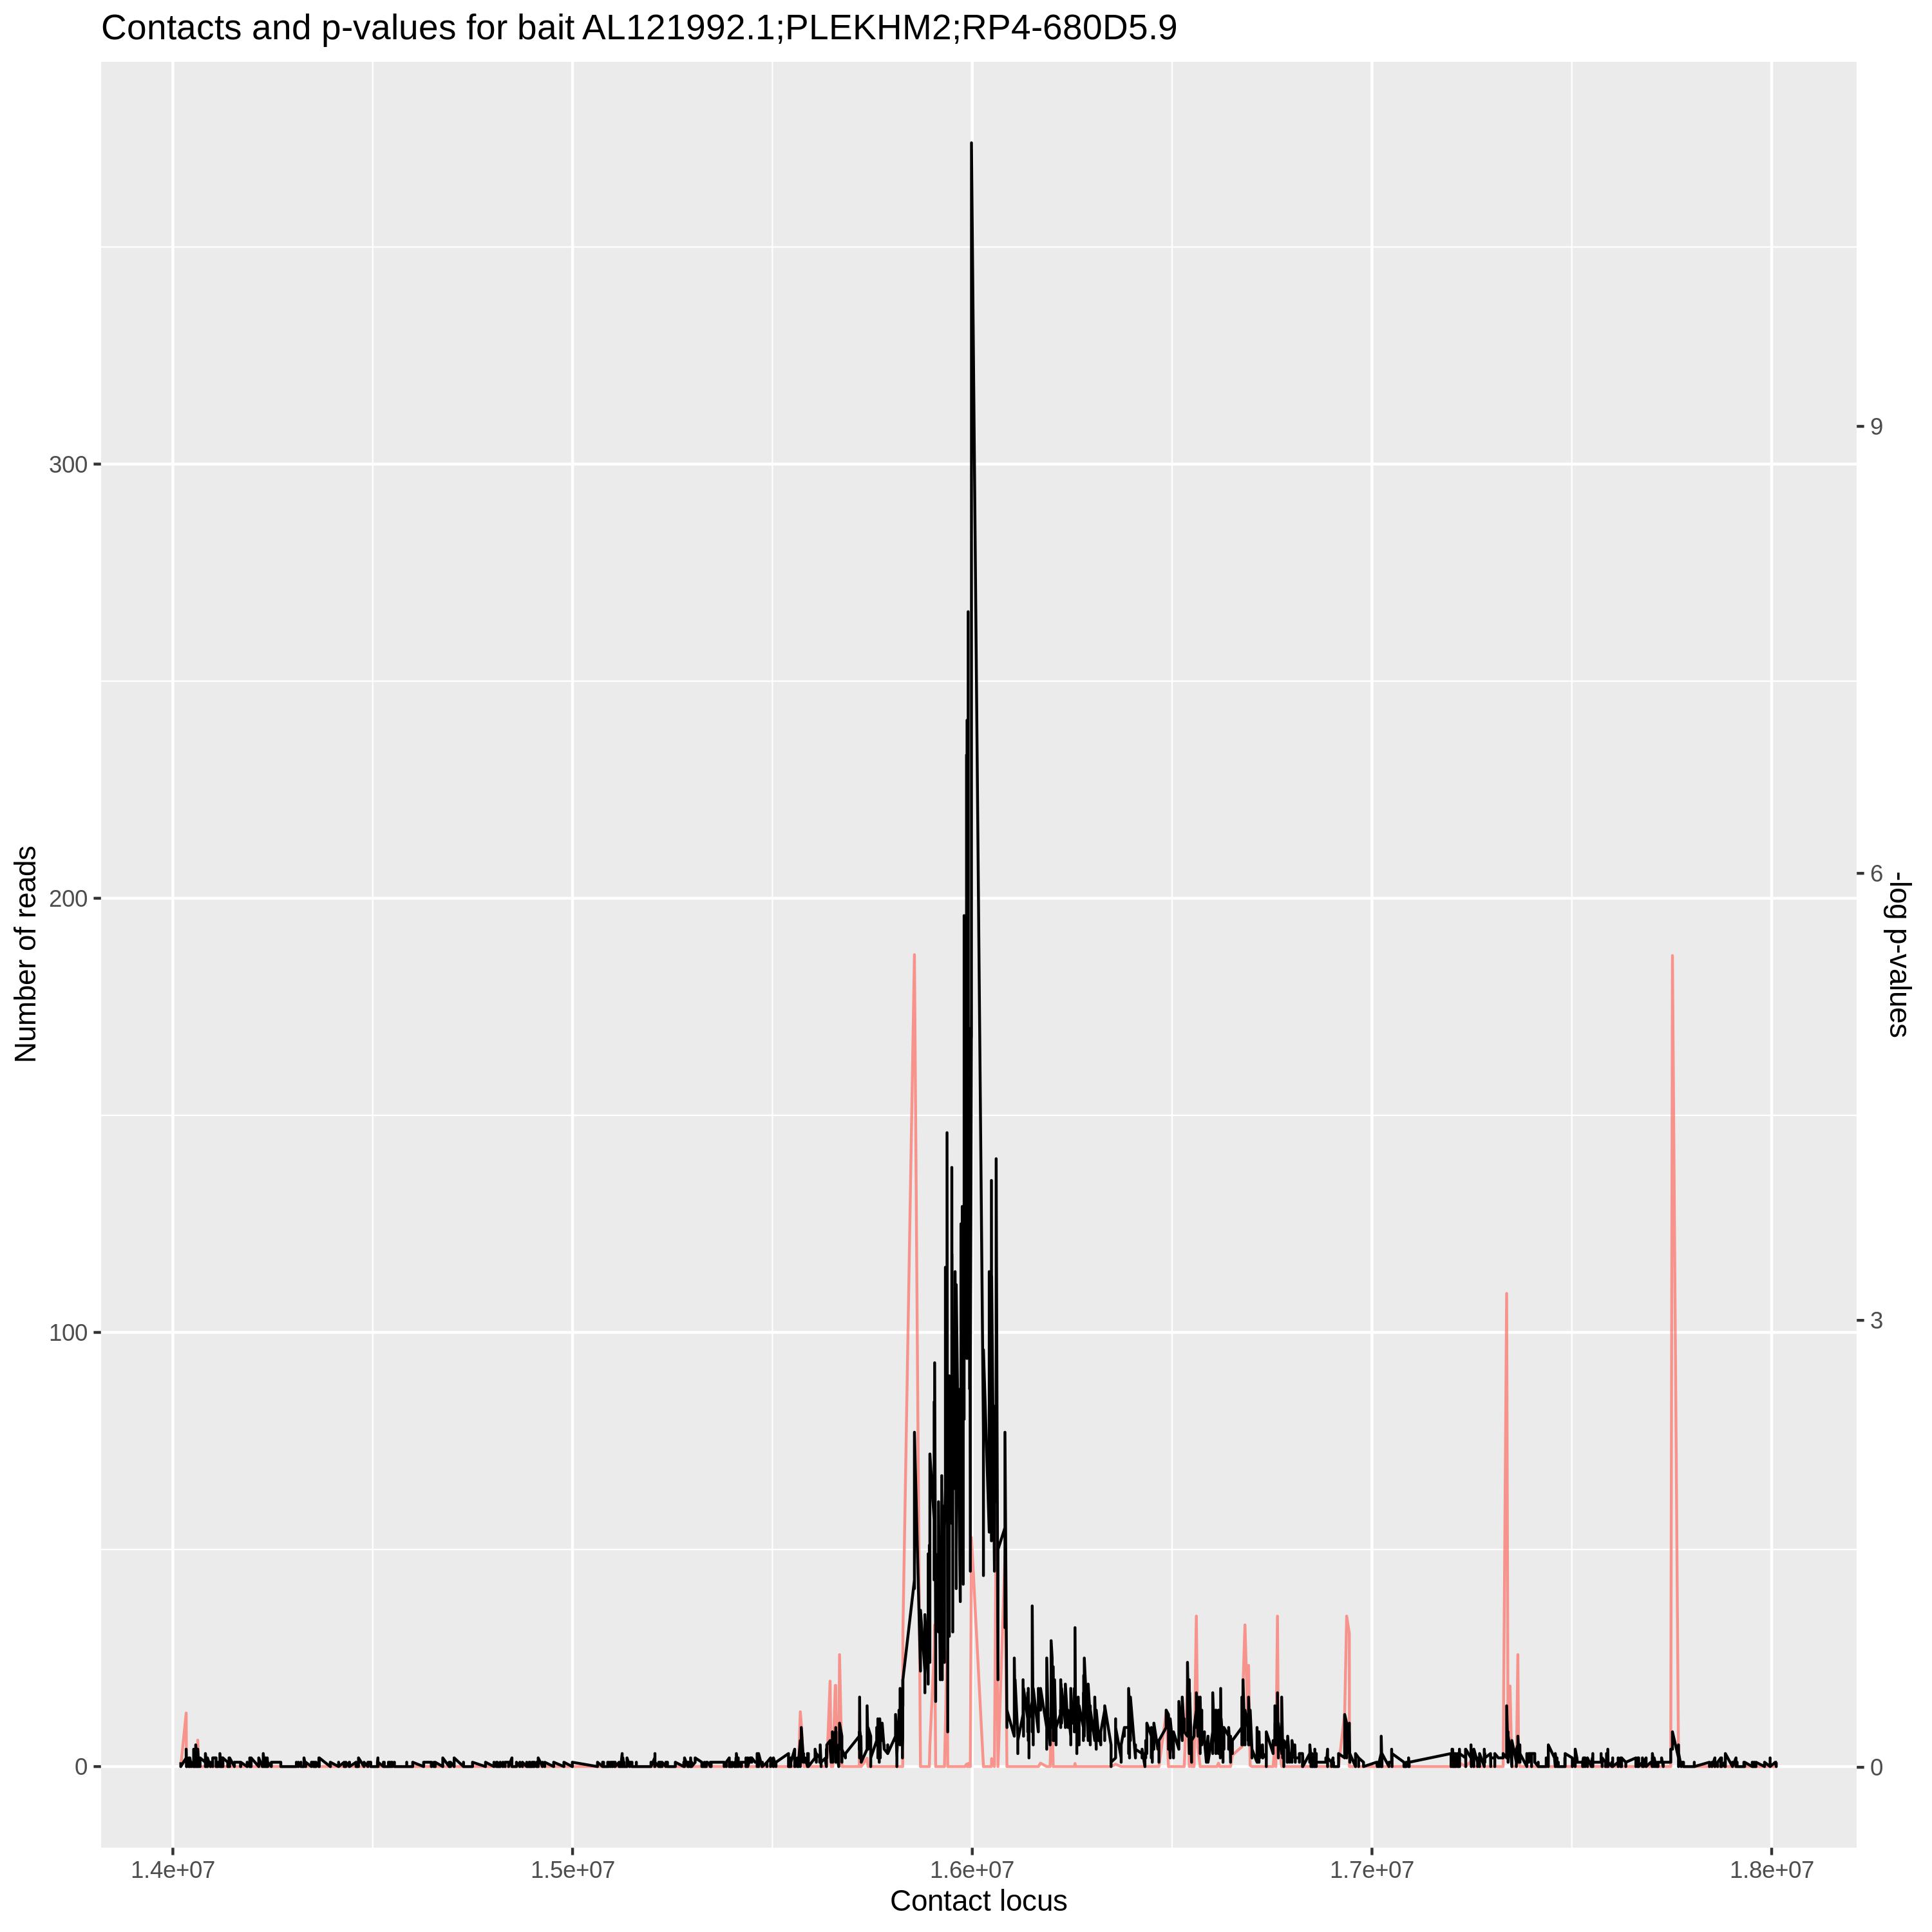 Contacts and p-values for bait AL121992.1;PLEKHM2;RP4-680D5.9
Number of reads
300
200
100
0
9
6
3
0
-log p-values
1.4e+07
1.5e+07
1.6e+07
1.7e+07
1.8e+07
Contact locus